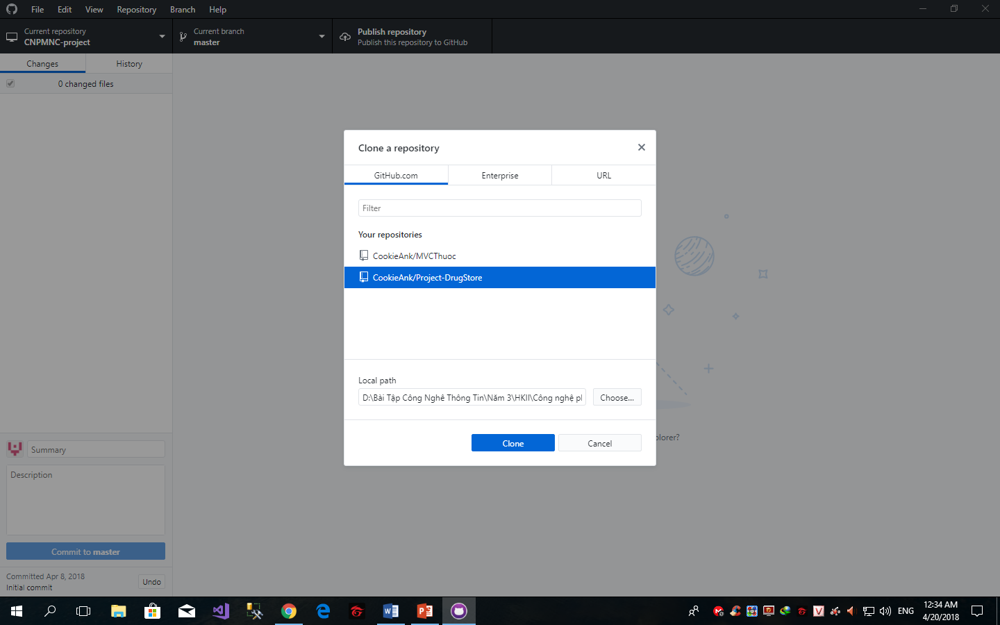 File Edit View Repository Branch Help
Current repository
CNPMNC-project
Current branch
master
Publish repository
Publish this repository to GitHub
Changes History
0 changed files
Clone a repository
GitHub.com Enterprise URL
Filter
Your repositories
CookieAnk/MVCThuoc
CookieAnk/Project-DrugStore
Local path
D:\Bài Tập Công Nghê Thông Tin\Năm 3\HKII\Công nghệ pl
Choose...
Clone Cancel
plorer?
Summary
Description
Commit to master
Committed Apr 8, 2018
Initial commit
Undo
ENG
12:34 AM
4/20/2018